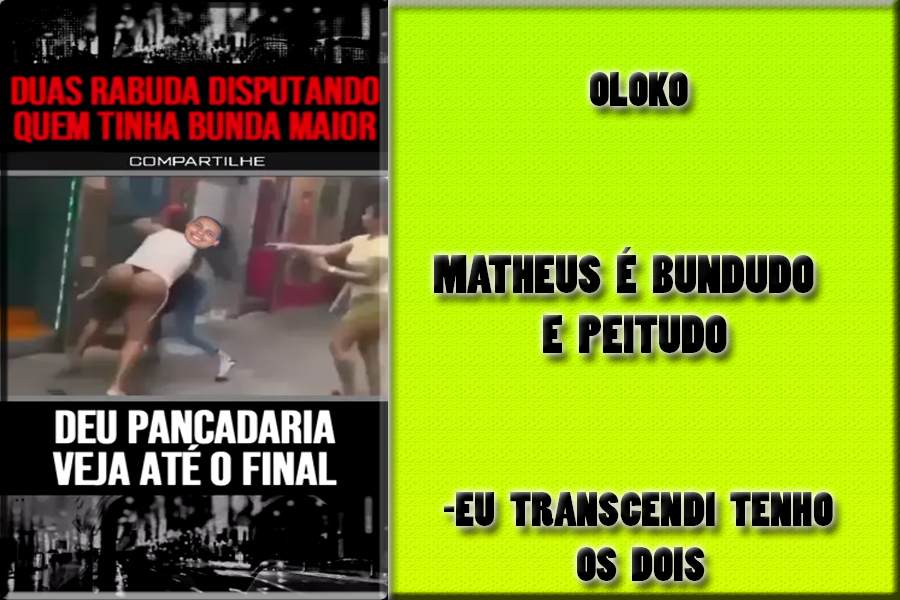 DUAS RABUDA DISPUTANDO
QUEM TINHA BUNDA MAIOR
COMPARTILHE
DEU PANCADARIA
VEJA ATÉ O FINAL
OLOKO
MATHEUS É BUNDUDO
E PEITUDO
-EU TRANSCENDI TENHO
OS DOIS